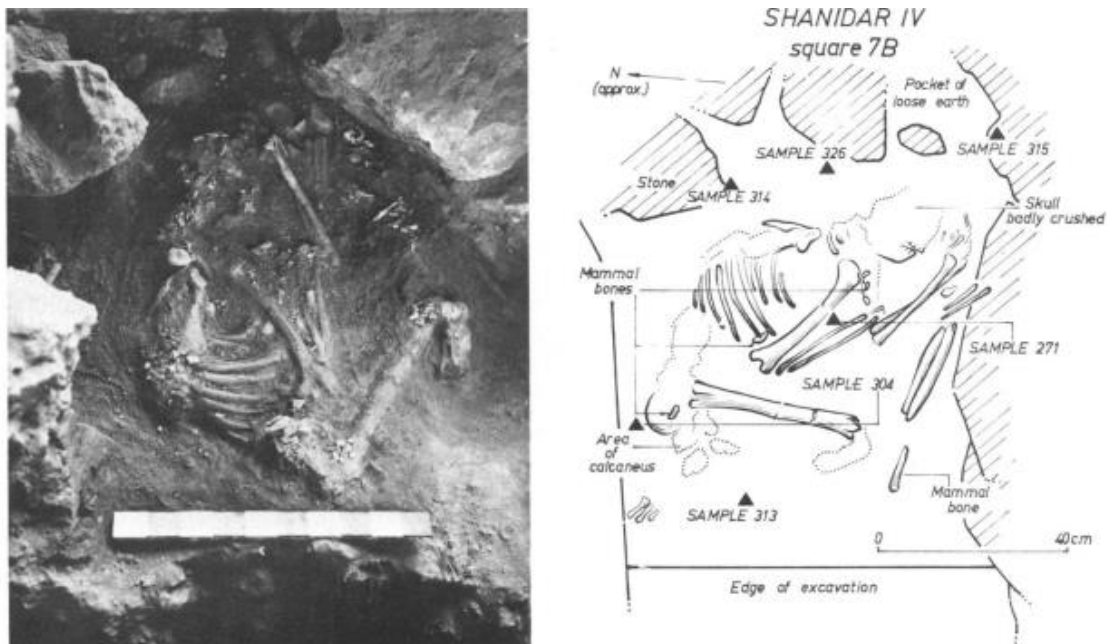 SHANIDAR IV
square 7B
N
(approx.)
Pocket of
loose earth
SAMPLE 326
SAMPLE 315
Stone
SAMPLE 314
Skull
badly crushed
Mammal
bones
SAMPLE 271
SAMPLE 304
Area
of
calcaneus
Mammal
bone
SAMPLE 313
0
40cm
Edge of excavation